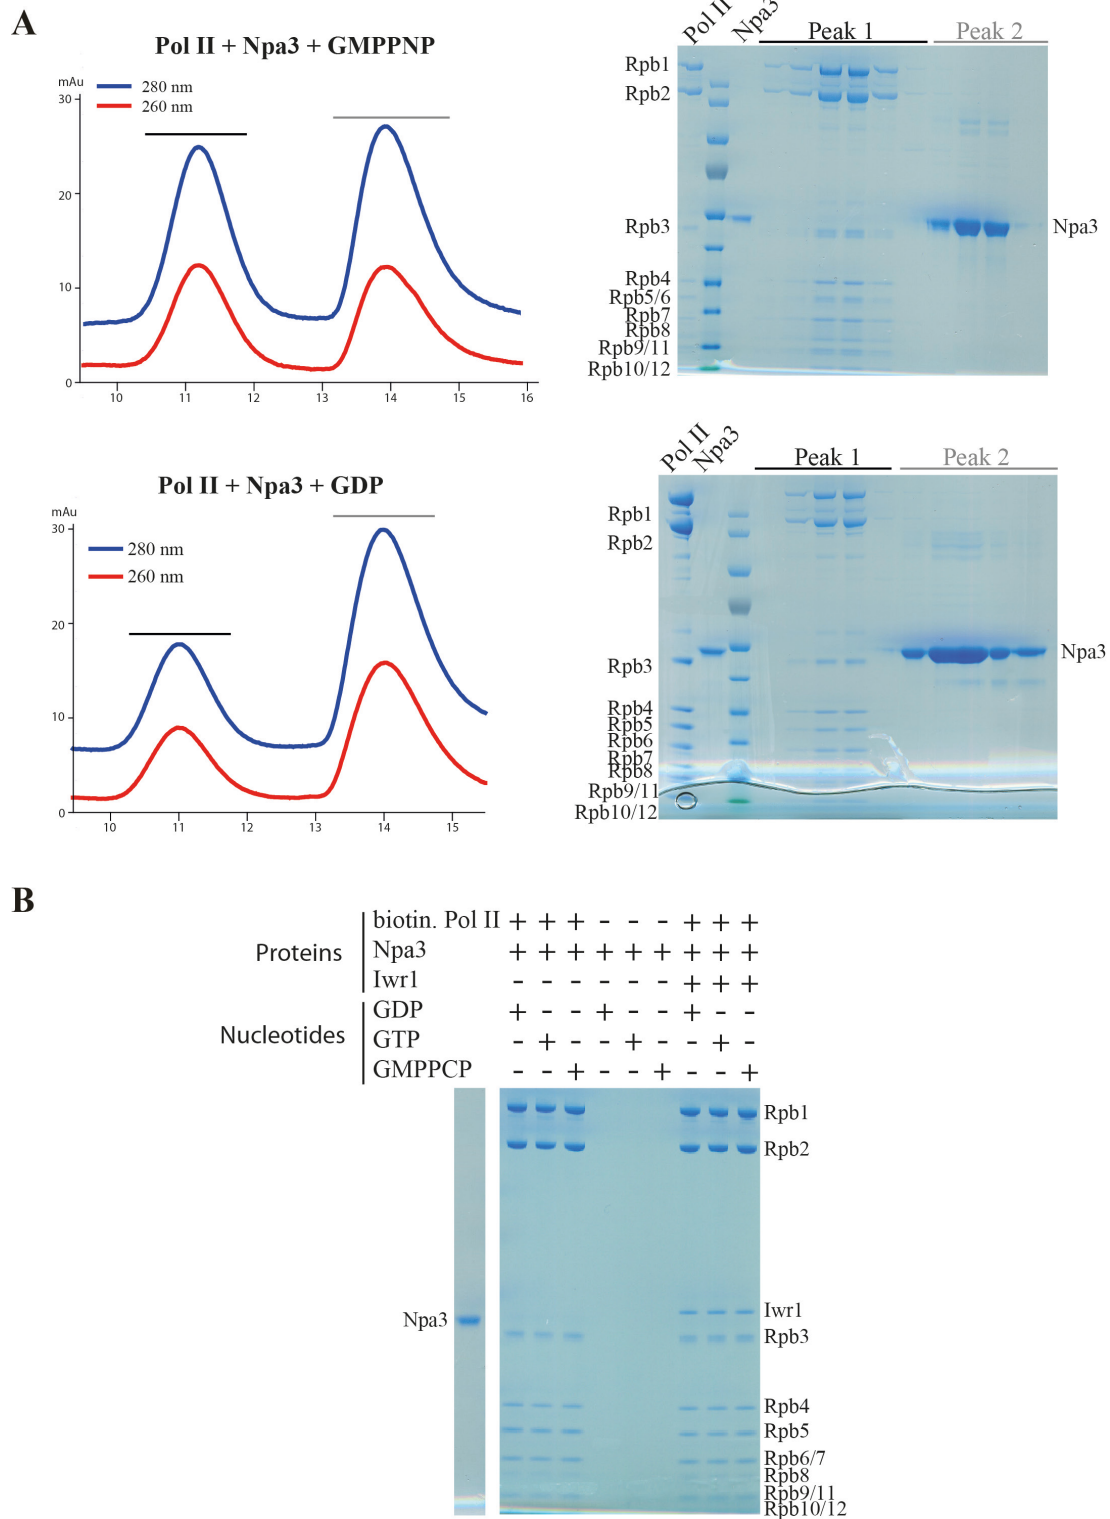 A
Pol II + Npa3 + GMPPNP
mAu
280 nm
260 nm
30
20
10
0
10 11 12 13 14 15 16
Pol II
Npa3
Peak 1
Peak 2
Rpb1
Rpb2
Rpb3
Rpb4
Rpb5/6
Rpb7
Rpb8
Rpb9/11
Rpb10/12
Npa3
Pol II + Npa3 + GDP
mAu
280 nm
260 nm
30
20
10
0
10 11 12 13 14 15
Pol II
Npa3
Peak 1
Peak 2
Rpb1
Rpb2
Rpb3
Rpb4
Rpb5
Rpb6
Rpb7
Rpb8
Rpb9/11
Rpb10/12
Npa3
B
Proteins
biotin. Pol II + + + - - - + + +
Npa3 + + + + + + + + +
Iwr1 - - - - - - + + +
Nucleotides
GDP + - - + - - + - -
GTP - + - - + - - + -
GMPPCP - - + - - + - - +
Npa3
Rpb1
Rpb2
Iwr1
Rpb3
Rpb4
Rpb5
Rpb6/7
Rpb8
Rpb9/11
Rpb10/12